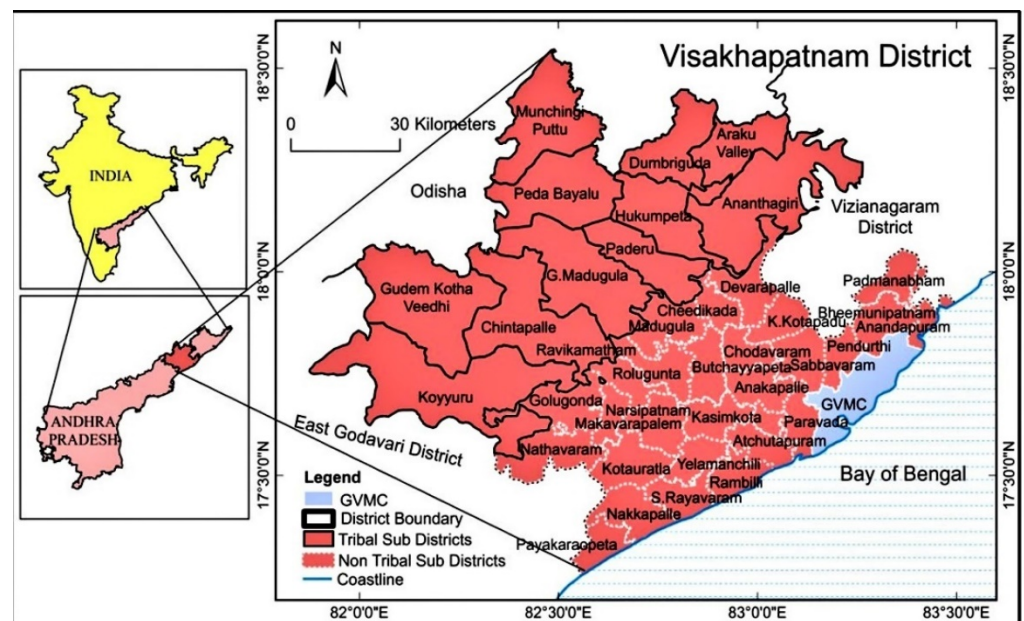 Visakhapatnam District
N
0 30 Kilometers
18°30'0"N
18°0'0"N
17°30'0"N
INDIA
ANDHRA
PRADESH
Odisha
Vizianagaram
District
East Godavari District
Bay of Bengal
Munchingi
Puttu
Araku
Valley
Dumbriguda
Peda Bayalu
Ananthagiri
Hukumpeta
Paderu
G.Madugula
Gudem Kotha
Veedhi
Chintapalle
Devarapalle
Padmanabham
Cheedikada
Madugula
K.Kotapadu
Bheemunipatnam
Anandapuram
Pendurthi
Ravikamatham
Chodavaram
Butchayyapeta
Sabbavaram
Rolugunta
Anakapalle
Koyyuru
Golugonda
GVMC
Narsipatnam
Makavarapalem
Kasimkota
Paravada
Atchutapuram
Nathavaram
Kotauratla
Yelamanchili
Rambilli
S.Rayavaram
Nakkapalle
Payakaraopeta
Legend
GVMC
District Boundary
Tribal Sub Districts
Non Tribal Sub Districts
Coastline
18°30'0"N
18°0'0"N
17°30'0"N
82°0'0"E
82°30'0"E
83°0'0"E
83°30'0"E